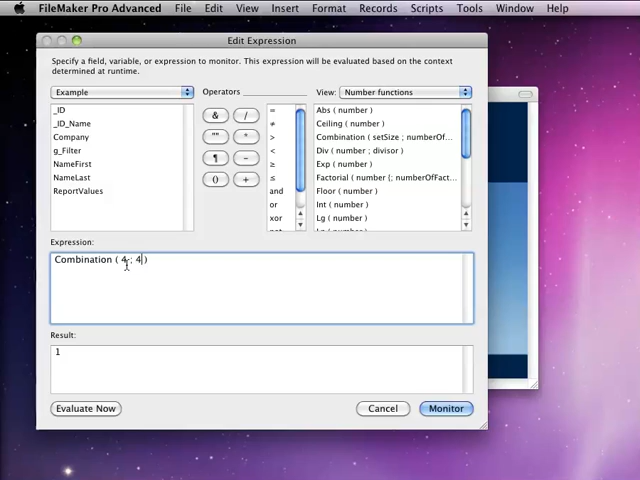 FileMaker Pro Advanced File Edit View Insert Format Records Scripts Tools Window Help
Edit Expression
Specify a field, variable, or expression to monitor. This expression will be evaluated based on the context
determined at runtime.
Example Operators View: Number functions
_ID & / = Abs ( number )
_ID_Name ≠ Ceiling ( number )
Company "" * > Combination ( setSize ; numberOf...
g_Filter < Div ( number ; divisor )
NameFirst ¶ - ≥ Exp ( number )
NameLast () + ≤ Factorial ( number {; numberOfFact...
ReportValues and Floor ( number )
or Int ( number )
xor Lg ( number )
Expression:
Combination ( 4 ; 4 )
Result:
1
Evaluate Now Cancel Monitor